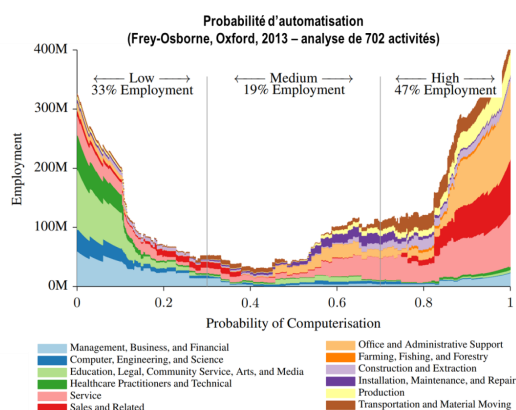 Probabilité d'automatisation
(Frey-Osborne, Oxford, 2013 – analyse de 702 activités)
400M
300M
200M
100M
0M
Employment
Low
33% Employment
Medium
19% Employment
High
47% Employment
0
0.2
0.4
0.6
0.8
1
Probability of Computerisation
Management, Business, and Financial
Computer, Engineering, and Science
Education, Legal, Community Service, Arts, and Media
Healthcare Practitioners and Technical
Service
Sales and Related
Office and Administrative Support
Farming, Fishing, and Forestry
Construction and Extraction
Installation, Maintenance, and Repair
Production
Transportation and Material Moving